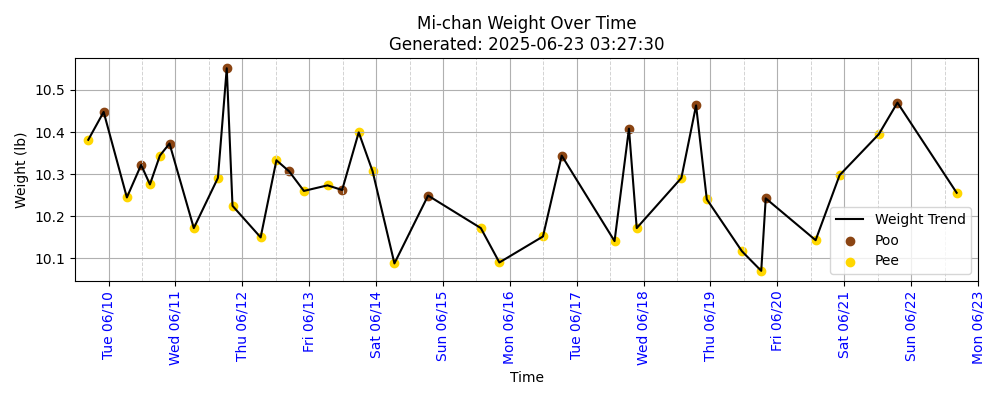 Mi-chan Weight Over Time
Generated: 2025-06-23 03:27:30
Weight (lb)
10.5
10.4
10.3
10.2
10.1
Weight Trend
Poo
Pee
Tue 06/10
Wed 06/11
Thu 06/12
Fri 06/13
Sat 06/14
Sun 06/15
Mon 06/16
Tue 06/17
Wed 06/18
Thu 06/19
Fri 06/20
Sat 06/21
Sun 06/22
Mon 06/23
Time